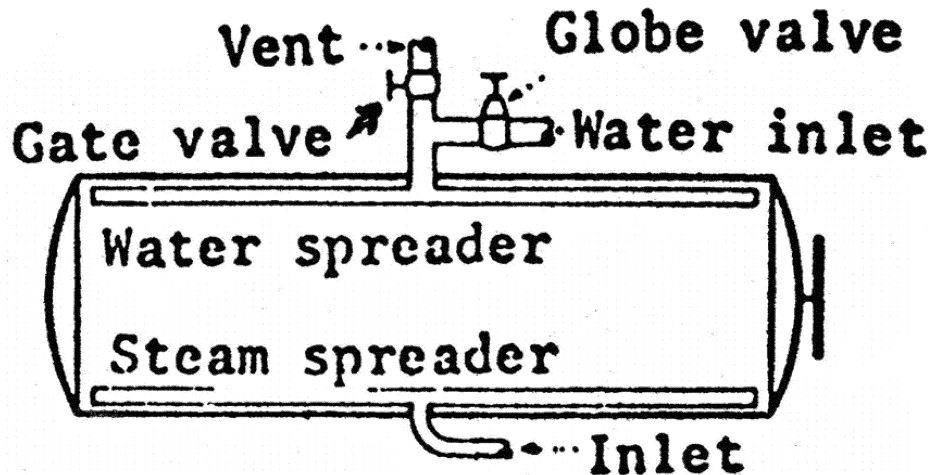 Vent
Globe valve
Gate valve
Water inlet
Water spreader
Steam spreader
Inlet